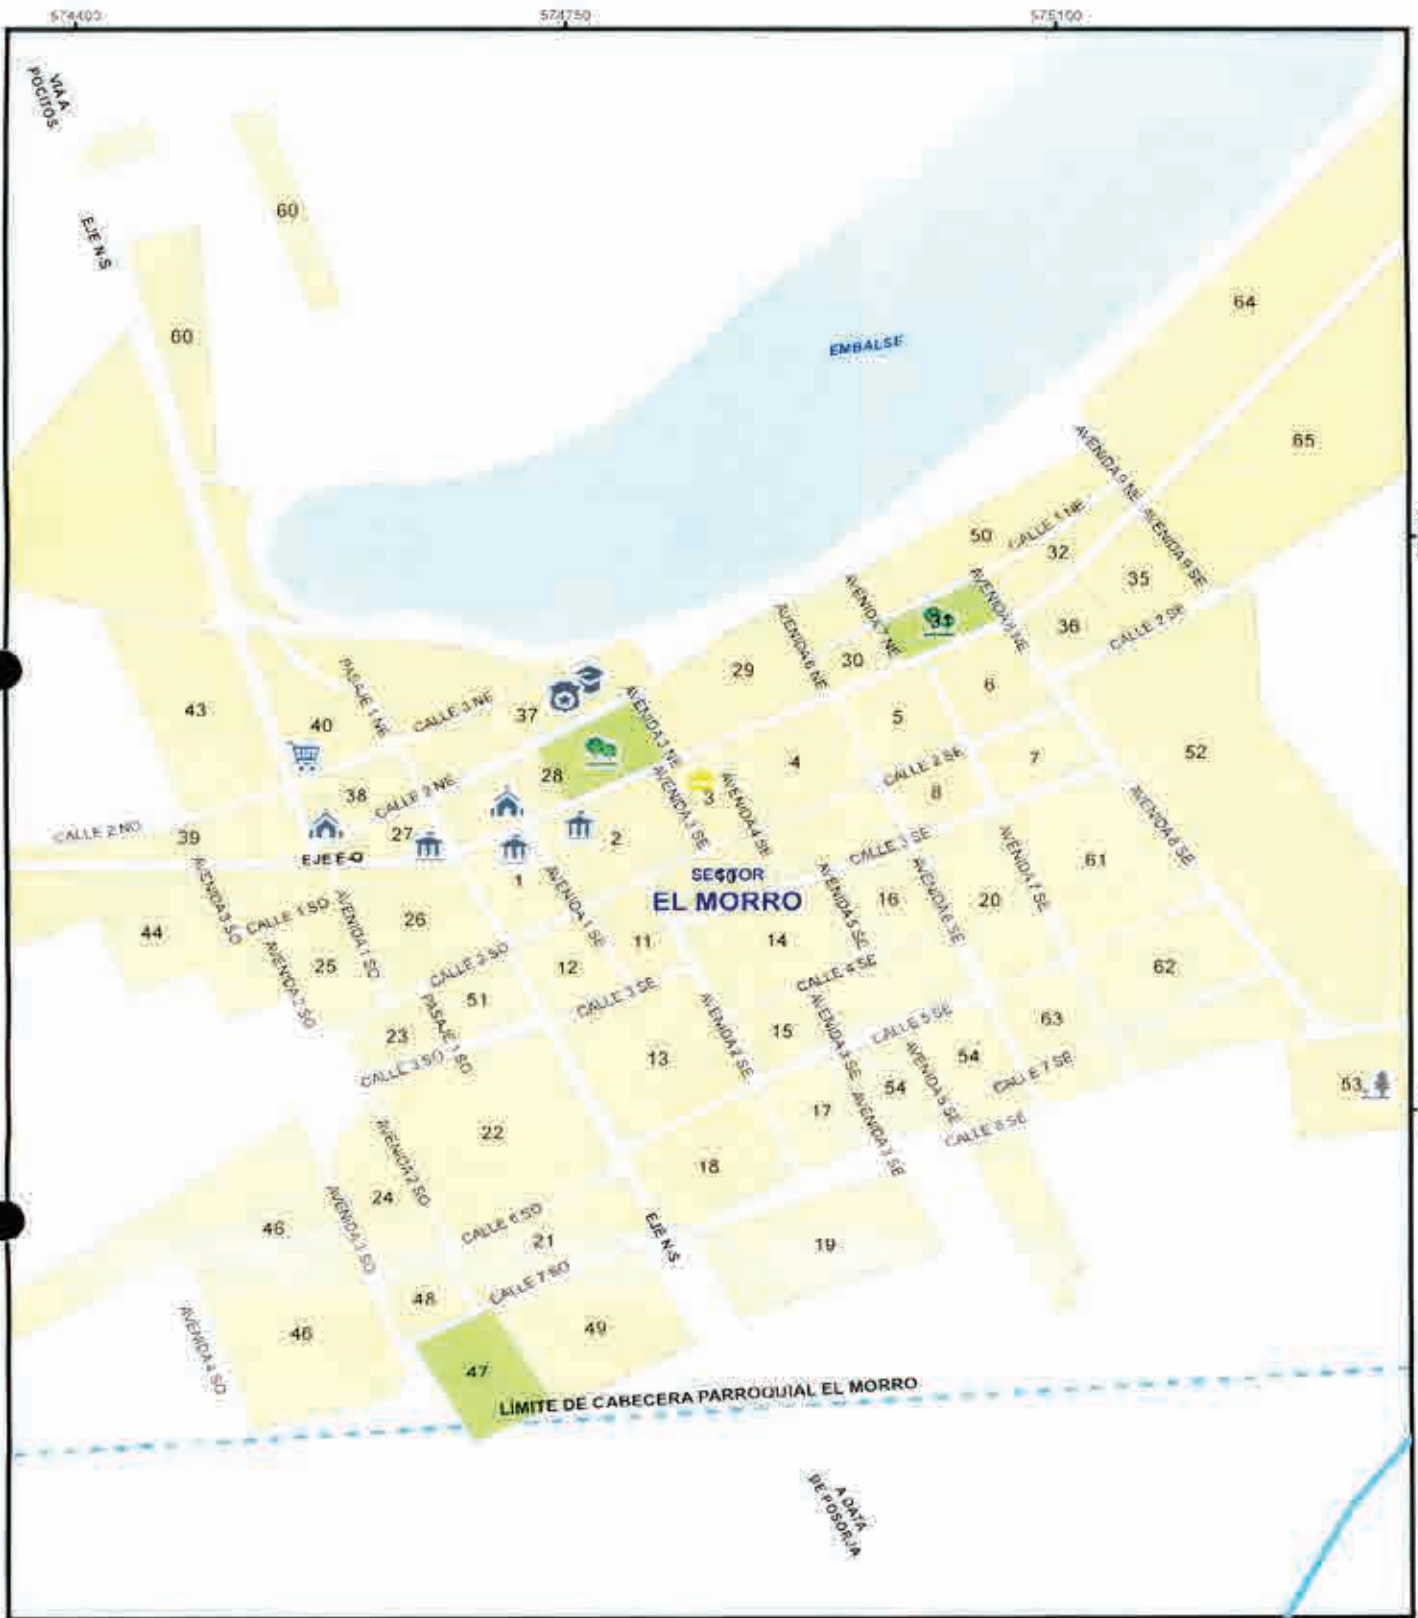 574400
574750
575100
VIA A
POCITOS
60
EJE N-S
60
64
EMBALSE
65
AVENIDA 9 NE
50
CALLE 1 NE
32
AVENIDA 9 SE
35
AVENIDA 7 NE
AVENIDA 8 NE
31
36
CALLE 2 SE
AVENIDA 6 NE
30
29
6
PASAJE 1 NE
43
40
CALLE 3 NE
37
AVENIDA 3 NE
5
52
4
7
28
CALLE 2 SE
38
CALLE 2 NE
3
AVENIDA 4 SE
8
AVENIDA 3 SE
AVENIDA 8 SE
CALLE 2 NO
39
27
2
CALLE 3 SE
EJE E-O
61
1
SECTOR
10
EL MORRO
AVENIDA 3 SO
CALLE 1 SO
AVENIDA 1 SO
26
AVENIDA 1 SE
AVENIDA 5 SE
16
AVENIDA 6 SE
20
AVENIDA 7 SE
44
11
14
25
AVENIDA 2 SO
CALLE 2 SO
12
CALLE 4 SE
62
51
CALLE 3 SE
23
PASAJE 1 SO
15
63
CALLE 3 SO
13
AVENIDA 2 SE
AVENIDA 3 SE
CALLE 5 SE
54
AVENIDA 5 SE
CALLE 7 SE
54
53
17
22
AVENIDA 2 SO
AVENIDA 3 SE
CALLE 8 SE
18
24
46
AVENIDA 3 SO
CALLE 6 SO
21
EJE N-S
19
CALLE 7 SO
48
AVENIDA 4 SO
46
49
47
LÍMITE DE CABECERA PARROQUIAL EL MORRO
A DATA
DE POSORJA